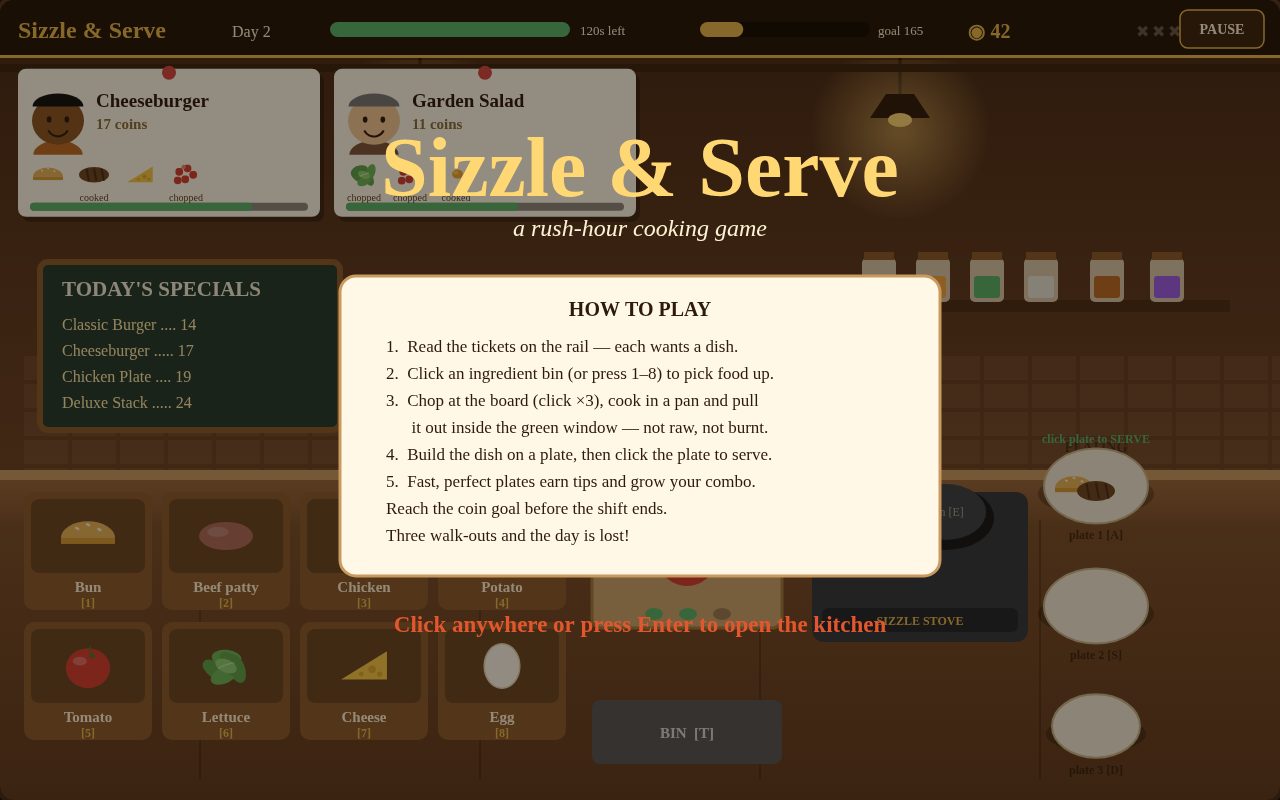 Sizzle & Serve
Day 2
120s left
goal 165
42
PAUSE
Cheeseburger
17 coins
cooked
chopped
Garden Salad
11 coins
chopped
chopped
cooked
Sizzle & Serve
a rush-hour cooking game
TODAY'S SPECIALS
Classic Burger .... 14
Cheeseburger ..... 17
Chicken Plate .... 19
Deluxe Stack ..... 24
HOW TO PLAY
1. Read the tickets on the rail — each wants a dish.
2. Click an ingredient bin (or press 1–8) to pick food up.
3. Chop at the board (click ×3), cook in a pan and pull
it out inside the green window — not raw, not burnt.
4. Build the dish on a plate, then click the plate to serve.
5. Fast, perfect plates earn tips and grow your combo.
Reach the coin goal before the shift ends.
Three walk-outs and the day is lost!
Click anywhere or press Enter to open the kitchen
Bun
[1]
Beef patty
[2]
Chicken
[3]
Potato
[4]
Tomato
[5]
Lettuce
[6]
Cheese
[7]
Egg
[8]
BIN [T]
[E]
SIZZLE STOVE
click plate to SERVE
plate 1 [A]
plate 2 [S]
plate 3 [D]